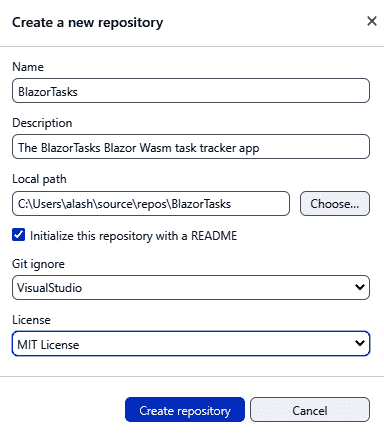 Create a new repository
Name
BlazorTasks
Description
The BlazorTasks Blazor Wasm task tracker app
Local path
C:\Users\alash\source\repos\BlazorTasks
Choose...
Initialize this repository with a README
Git ignore
VisualStudio
License
MIT License
Create repository
Cancel